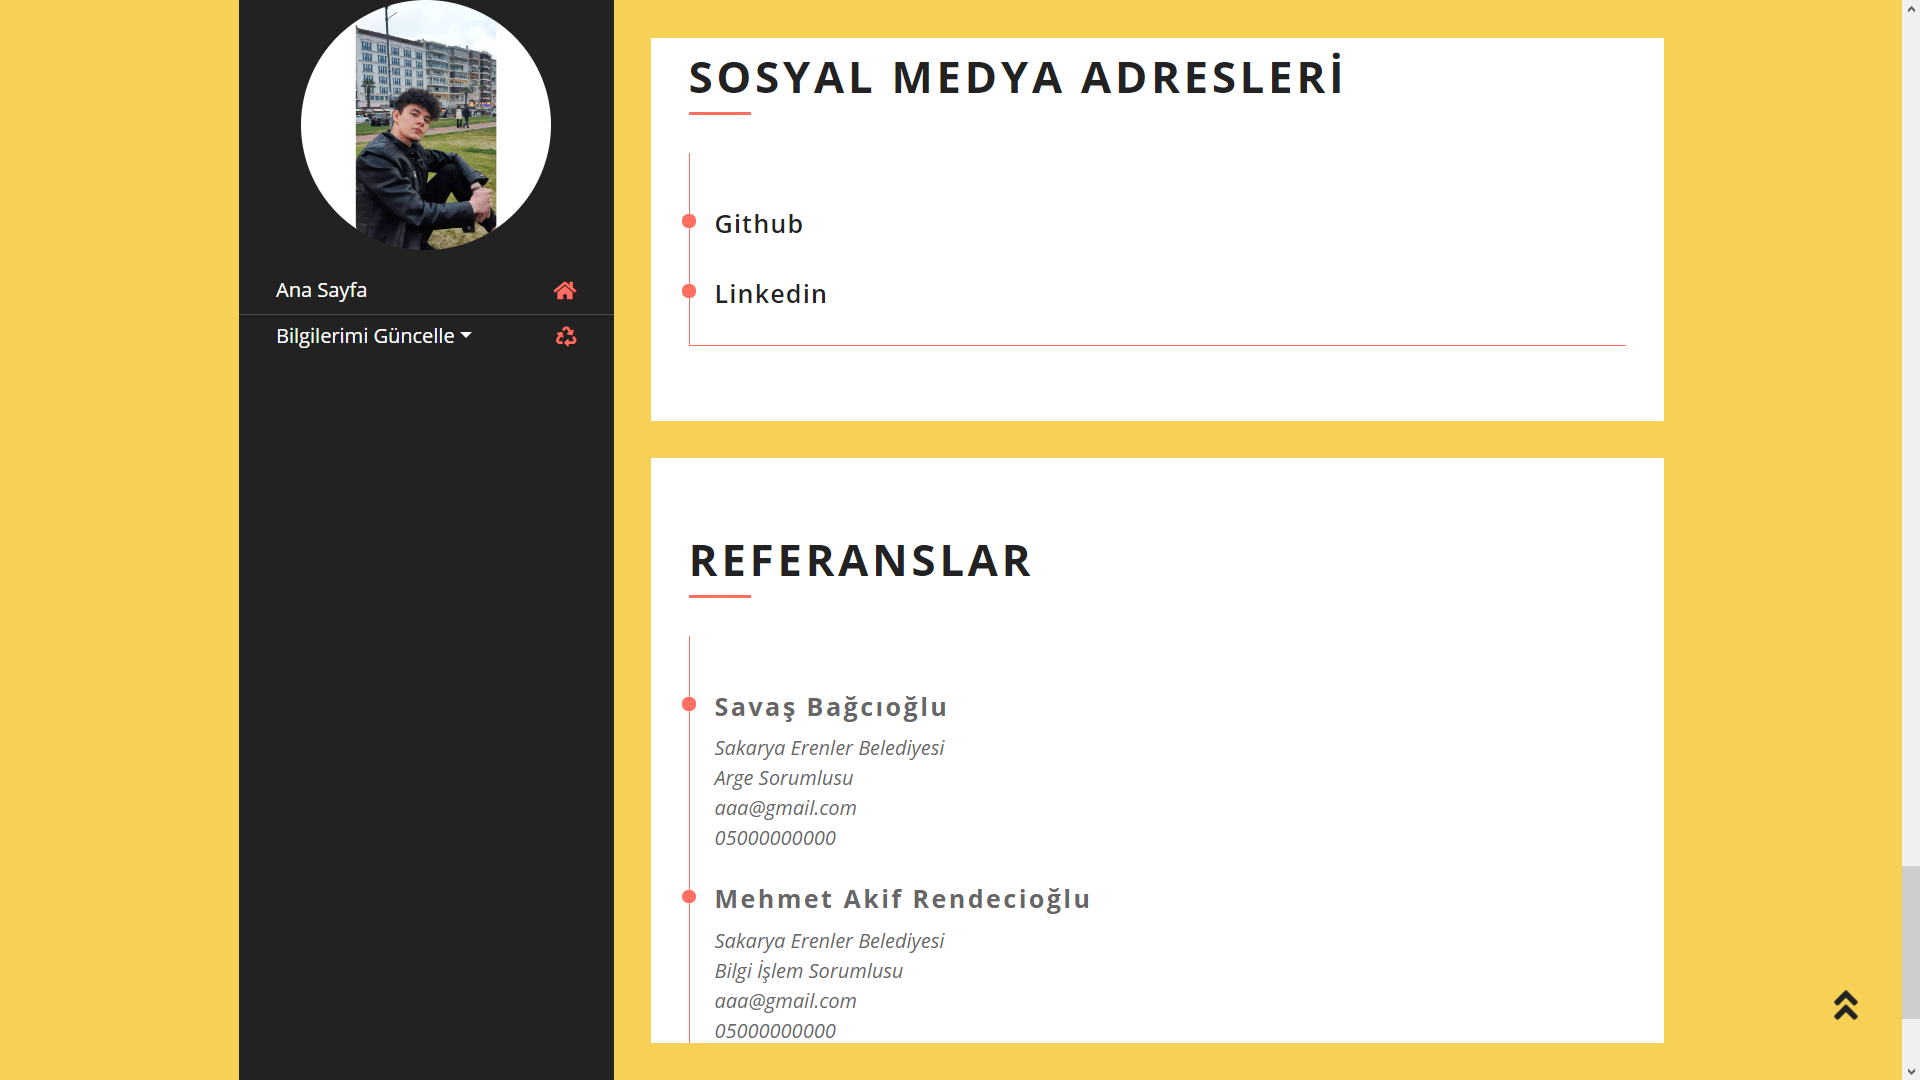 Ana Sayfa
Bilgilerimi Güncelle
SOSYAL MEDYA ADRESLERİ
Github
Linkedin
REFERANSLAR
Savaş Bağcıoğlu
Sakarya Erenler Belediyesi
Arge Sorumlusu
aaa@gmail.com
05000000000
Mehmet Akif Rendecioğlu
Sakarya Erenler Belediyesi
Bilgi İşlem Sorumlusu
aaa@gmail.com
05000000000